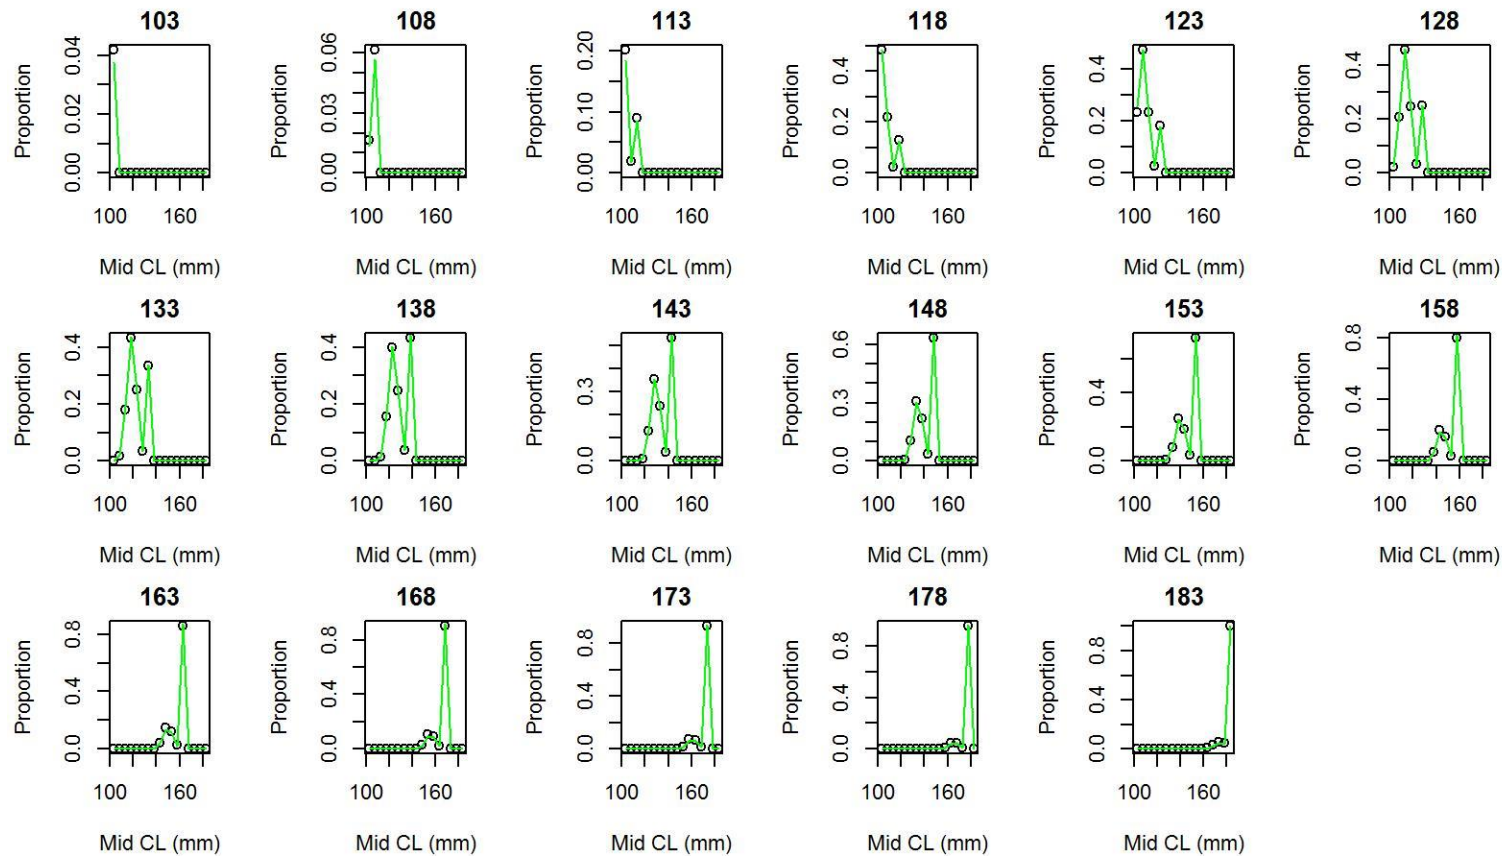 103 108 113 118 123 128
Proportion Proportion Proportion Proportion Proportion Proportion
0.04 0.06 0.20 0.4 0.4 0.4
0.02 0.03 0.10 0.2 0.2 0.2
0.00 0.00 0.00 0.0 0.0 0.0
100 160 100 160 100 160 100 160 100 160 100 160
Mid CL (mm) Mid CL (mm) Mid CL (mm) Mid CL (mm) Mid CL (mm) Mid CL (mm)
133 138 143 148 153 158
Proportion Proportion Proportion Proportion Proportion Proportion
0.4 0.4 0.6 0.8
0.2 0.2 0.3 0.3 0.4 0.4
0.0 0.0 0.0 0.0 0.0 0.0
100 160 100 160 100 160 100 160 100 160 100 160
Mid CL (mm) Mid CL (mm) Mid CL (mm) Mid CL (mm) Mid CL (mm) Mid CL (mm)
163 168 173 178 183
Proportion Proportion Proportion Proportion Proportion
0.8 0.8 0.8 0.8 0.8
0.4 0.4 0.4 0.4 0.4
0.0 0.0 0.0 0.0 0.0
100 160 100 160 100 160 100 160 100 160
Mid CL (mm) Mid CL (mm) Mid CL (mm) Mid CL (mm) Mid CL (mm)